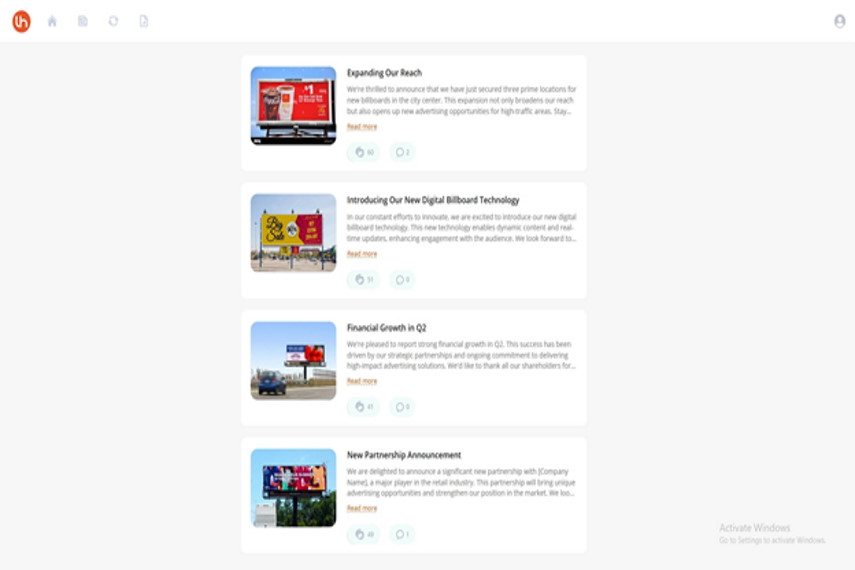 Expanding Our Reach
We're thrilled to announce that we have just secured three prime locations for
new billboards in the city center. This expansion not only broadens our reach
but also opens up new advertising opportunities for high-traffic areas. Stay...
Read more
60
2
Introducing Our New Digital Billboard Technology
In our constant efforts to innovate, we are excited to introduce our new digital
billboard technology. This new technology enables dynamic content and real-
time updates, enhancing engagement with the audience. We look forward to...
Read more
51
0
Financial Growth in Q2
We're pleased to report strong financial growth in Q2. This success has been
driven by our strategic partnerships and ongoing commitment to delivering
high-impact advertising solutions. We'd like to thank all our shareholders for...
Read more
41
0
New Partnership Announcement
We are delighted to announce a significant new partnership with [Company
Name], a major player in the retail industry. This partnership will bring unique
advertising opportunities and strengthen our position in the market. We loo...
Read more
1
Activate Windows
Go to Settings to activate Windows.
$1
Big
Sale